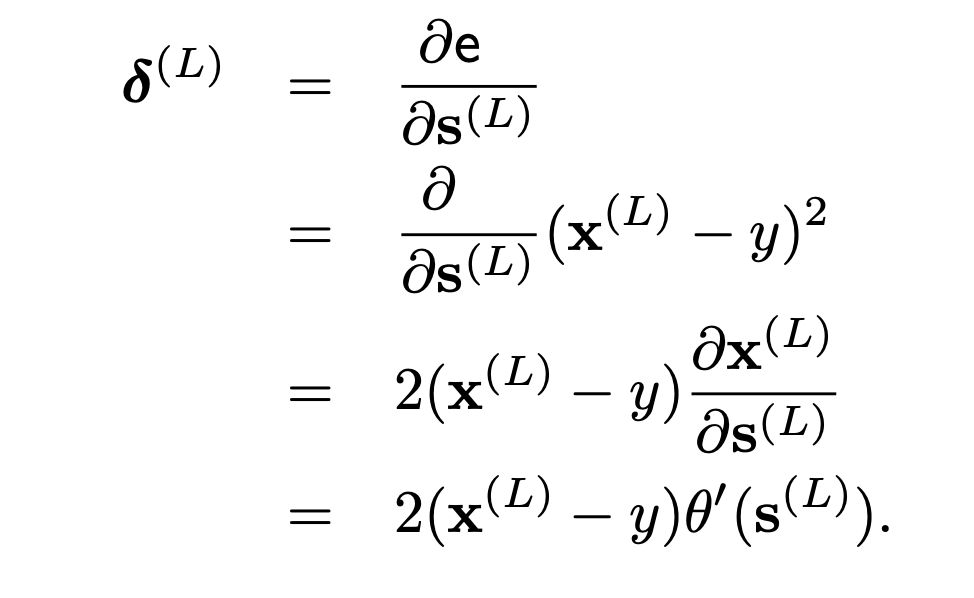 𝛅^(L) = ∂e / ∂𝐬^(L)
= ∂ / ∂𝐬^(L) (𝐱^(L) − y)^2
= 2(𝐱^(L) − y) ∂𝐱^(L) / ∂𝐬^(L)
= 2(𝐱^(L) − y)θ′(𝐬^(L)).